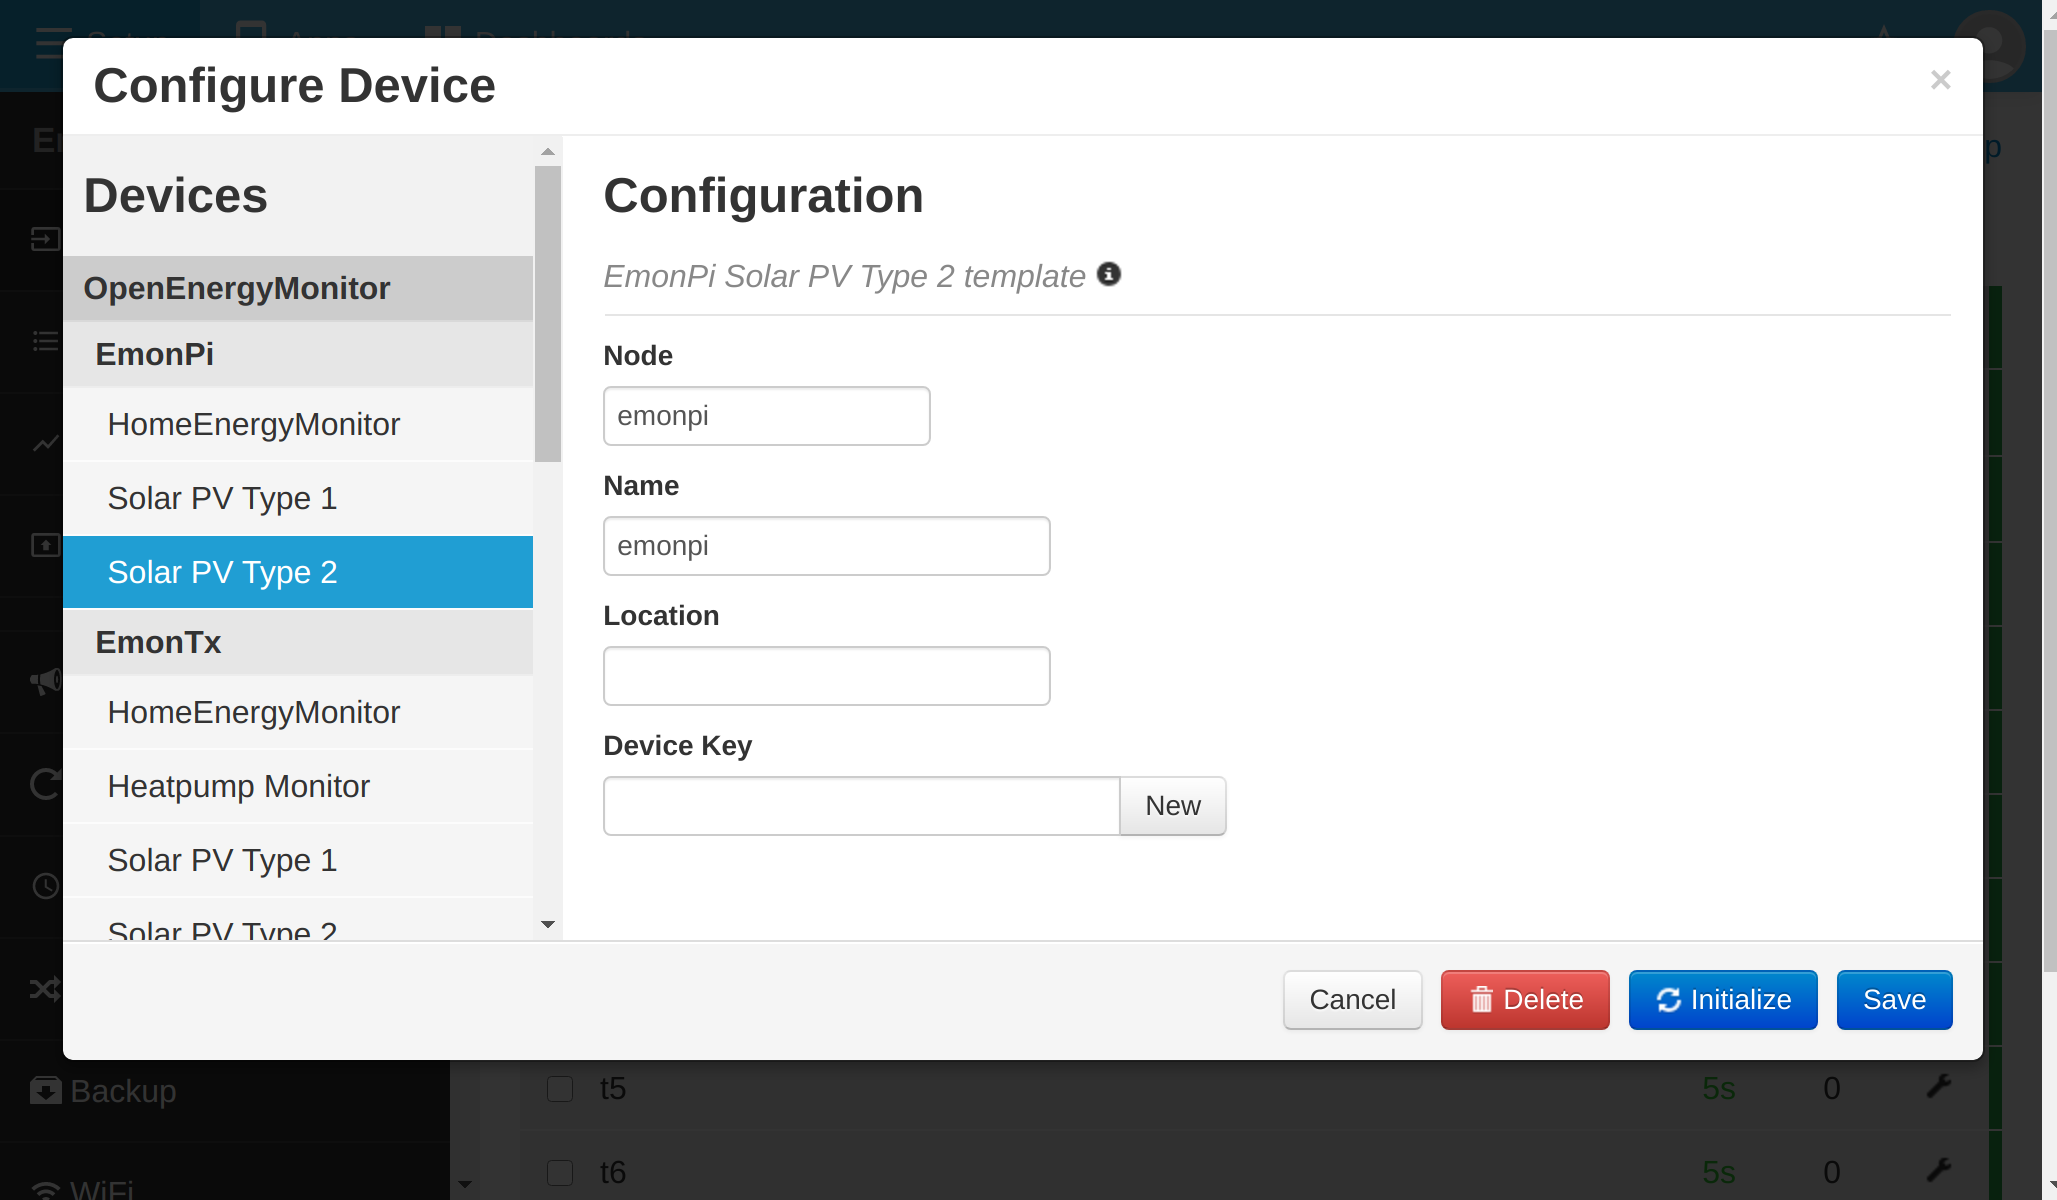 Configure Device
×
Devices
OpenEnergyMonitor
EmonPi
HomeEnergyMonitor
Solar PV Type 1
Solar PV Type 2
EmonTx
HomeEnergyMonitor
Heatpump Monitor
Solar PV Type 1
Solar PV Type 2
Configuration
EmonPi Solar PV Type 2 template
Node
emonpi
Name
emonpi
Location
Device Key
New
Cancel
Delete
Initialize
Save
Backup
t5 5s 0
WiFi
t6 5s 0